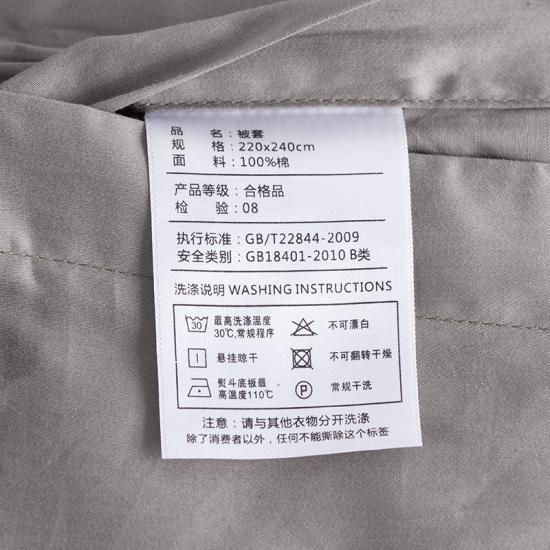 品 名：被套
规 格：220x240cm
面 料：100%棉
产品等级：合格品
检 验：08
执行标准：GB/T22844-2009
安全类别：GB18401-2010 B类
洗涤说明 WASHING INSTRUCTIONS
30 最高洗涤温度 不可漂白
30℃,常规程序
悬挂晾干 不可翻转干燥
熨斗底板最 P 常规干洗
高温度110℃
注意：请与其他衣物分开洗涤
除了消费者以外，任何不能撕除这个标签